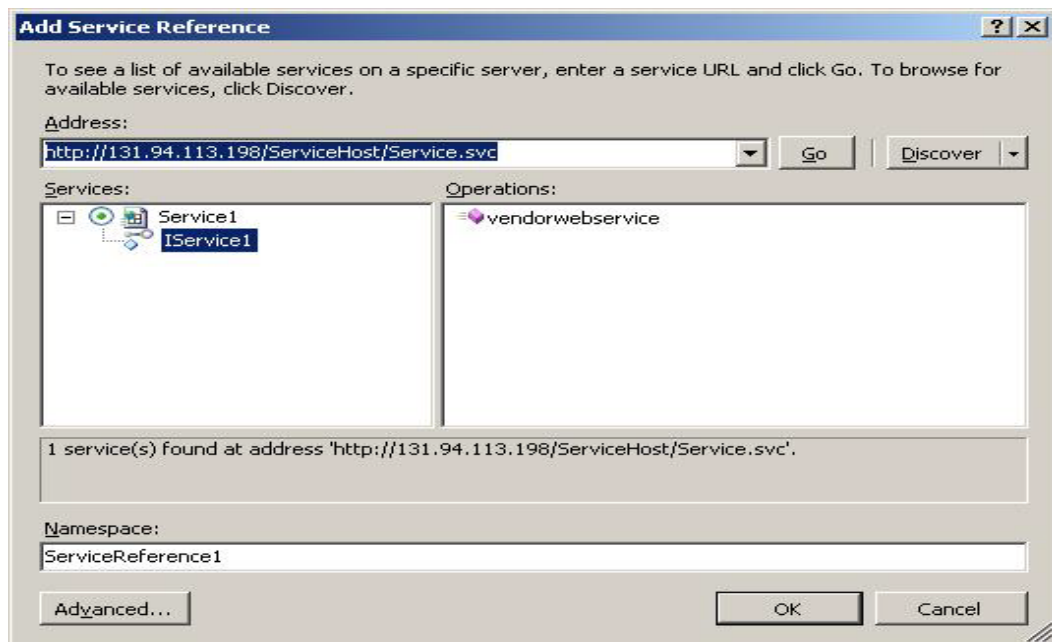 Add Service Reference
To see a list of available services on a specific server, enter a service URL and click Go. To browse for
available services, click Discover.
Address:
http://131.94.113.198/ServiceHost/Service.svc
Go
Discover
Services:
Operations:
Service1
IService1
vendorwebservice
1 service(s) found at address 'http://131.94.113.198/ServiceHost/Service.svc'.
Namespace:
ServiceReference1
Advanced...
OK
Cancel